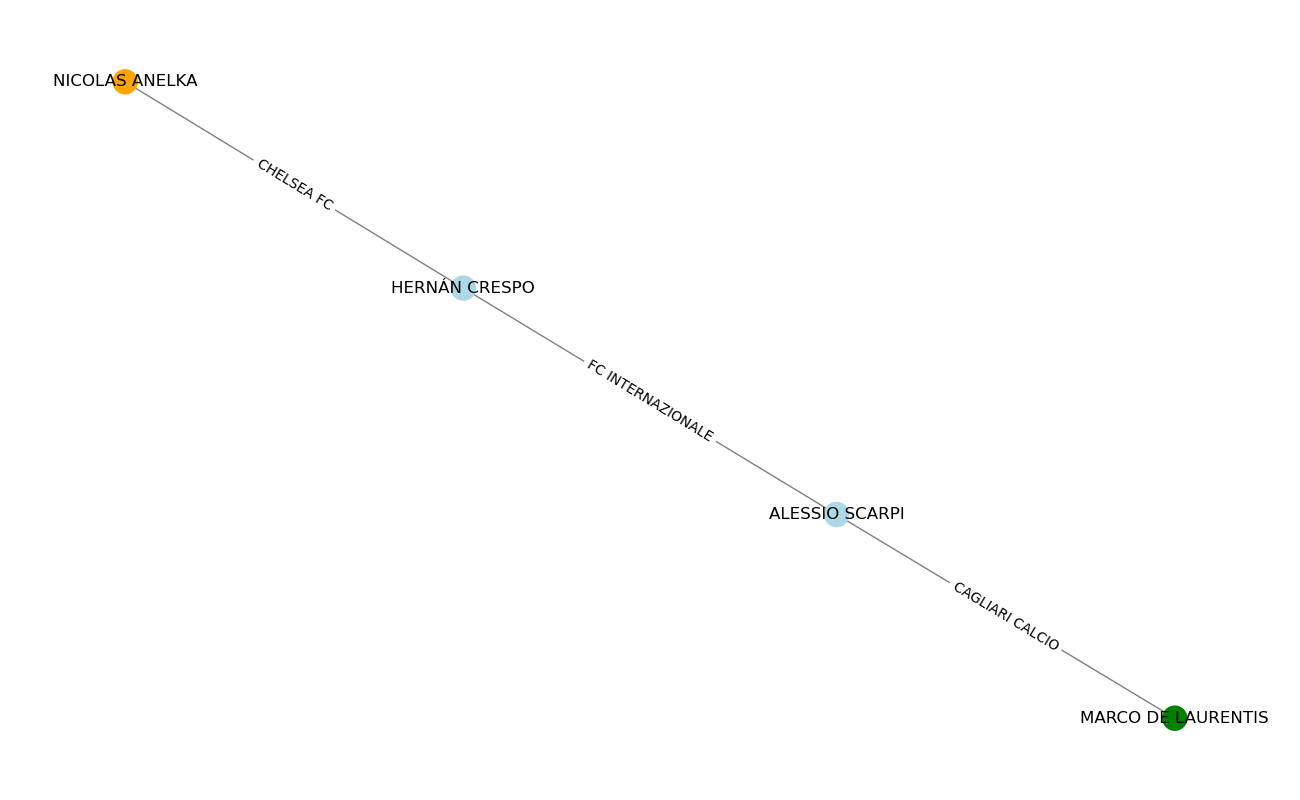 NICOLAS ANELKA
CHELSEA FC
HERNÁN CRESPO
FC INTERNAZIONALE
ALESSIO SCARPI
CAGLIARI CALCIO
MARCO DE LAURENTIS